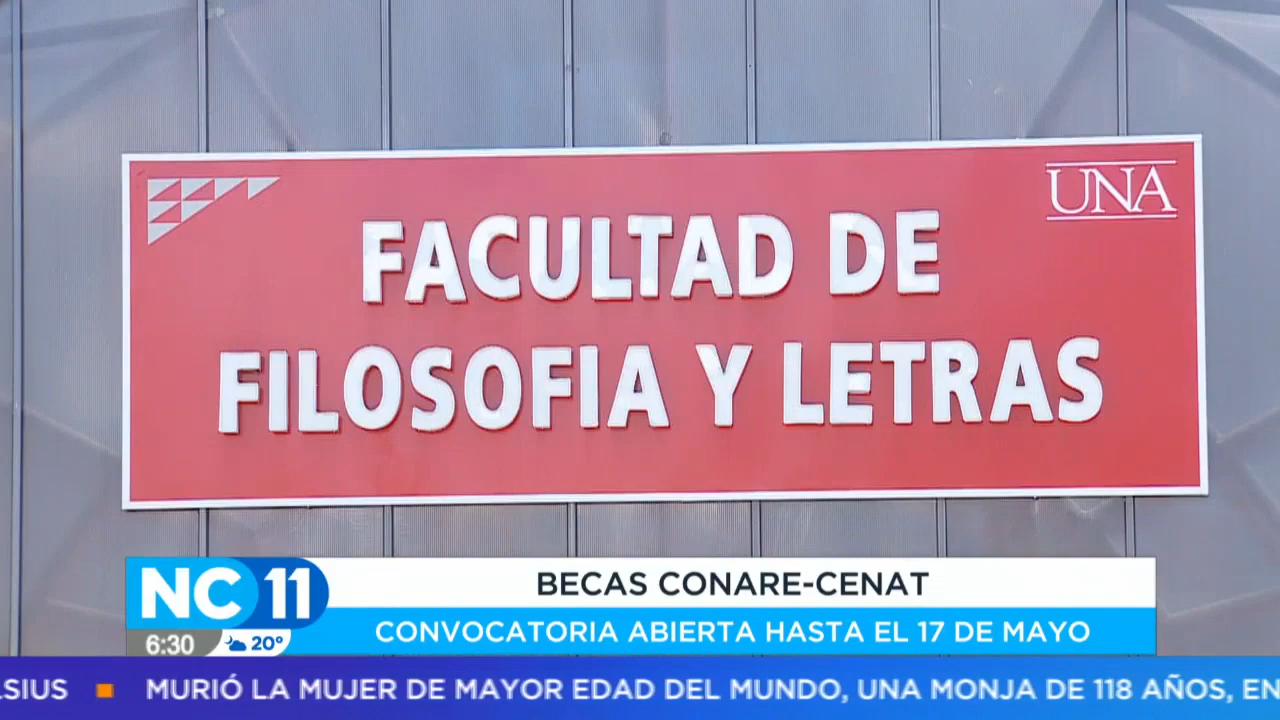 UNA
FACULTAD DE
FILOSOFIA Y LETRAS
NC 11
BECAS CONARE-CENAT
CONVOCATORIA ABIERTA HASTA EL 17 DE MAYO
6:30
20°
MURIÓ LA MUJER DE MAYOR EDAD DEL MUNDO, UNA MONJA DE 118 AÑOS, EN